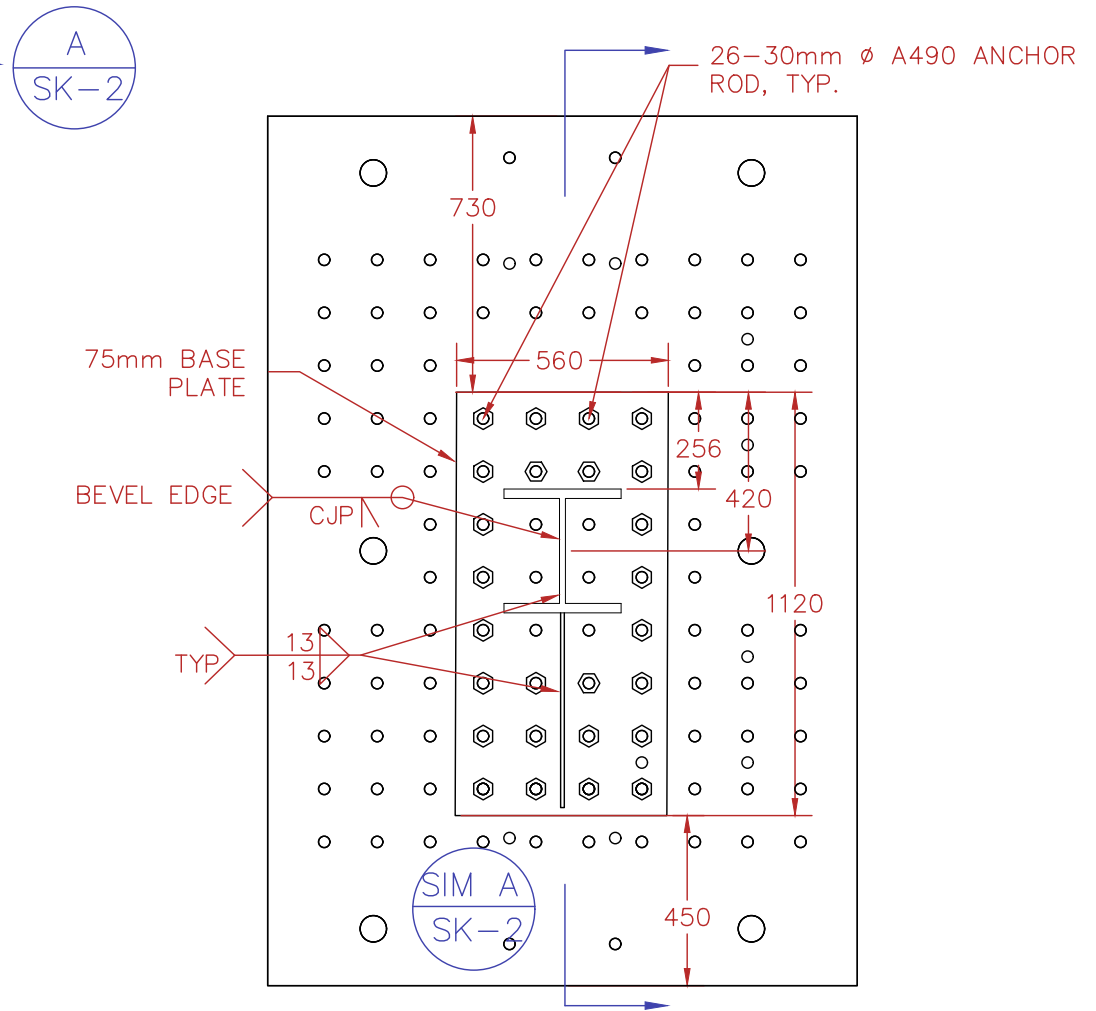 A
SK-2
26-30mm ø A490 ANCHOR
ROD, TYP.
730
560
75mm BASE
PLATE
256
420
BEVEL EDGE
CJP
1120
13
13
TYP
SIM A
SK-2
450